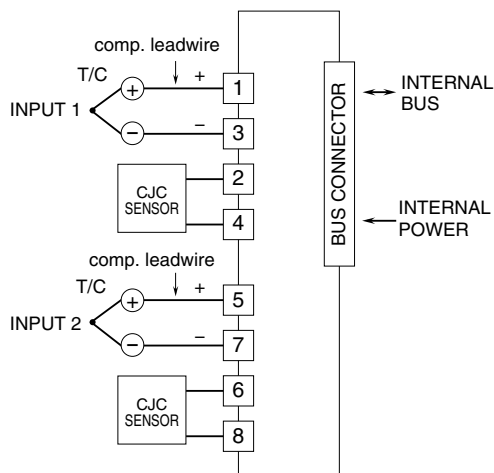 comp. leadwire
T/C
+
+
1
INPUT 1
–
–
3
CJC
SENSOR
2
4
comp. leadwire
T/C
+
+
5
INPUT 2
–
–
7
CJC
SENSOR
6
8
BUS CONNECTOR
INTERNAL
BUS
INTERNAL
POWER